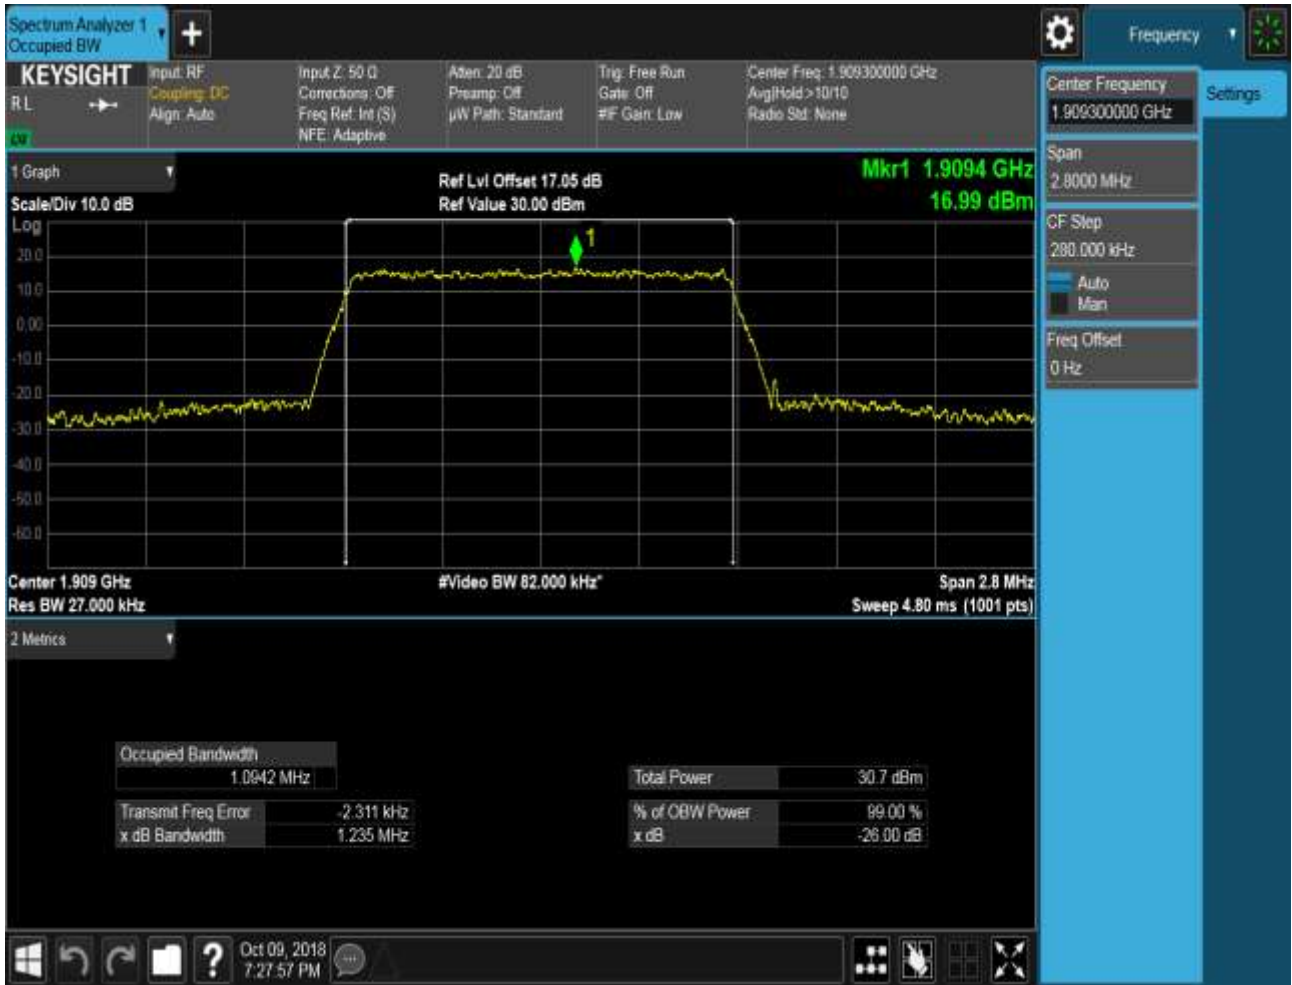 Spectrum Analyzer 1
Occupied BW
+
Frequency
KEYSIGHT
RL
LW
Input: RF
Coupling: DC
Align: Auto
Input Z: 50 Ω
Corrections: Off
Freq Ref: Int (S)
NFE: Adaptive
Atten: 20 dB
Preamp: Off
µW Path: Standard
Trig: Free Run
Gate: Off
#IF Gain: Low
Center Freq: 1.909300000 GHz
Avg|Hold:>10/10
Radio Std: None
Center Frequency
1.909300000 GHz
Settings
Span
2.8000 MHz
CF Step
280.000 kHz
Auto
Man
Freq Offset
0 Hz
1 Graph
Scale/Div 10.0 dB
Ref Lvl Offset 17.05 dB
Ref Value 30.00 dBm
Mkr1 1.9094 GHz
16.99 dBm
Log
1
20.0
10.0
0.00
-10.0
-20.0
-30.0
-40.0
-50.0
-60.0
Center 1.909 GHz
#Video BW 82.000 kHz*
Span 2.8 MHz
Res BW 27.000 kHz
Sweep 4.80 ms (1001 pts)
2 Metrics
Occupied Bandwidth
1.0942 MHz
Total Power 30.7 dBm
Transmit Freq Error -2.311 kHz
% of OBW Power 99.00 %
x dB Bandwidth 1.235 MHz
x dB -26.00 dB
?
Oct 09, 2018
7:27:57 PM